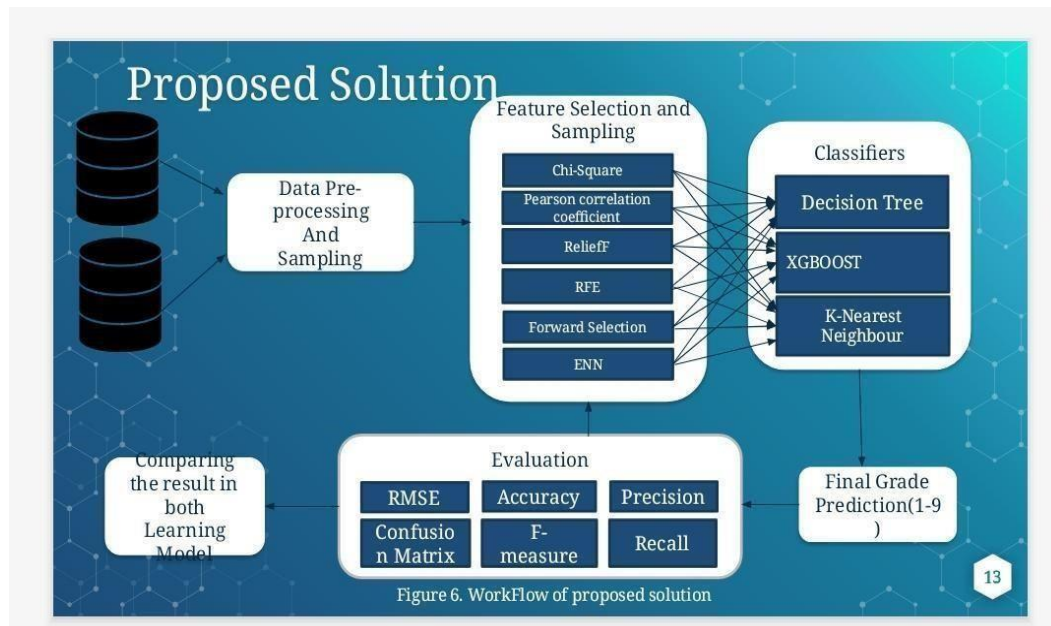 Proposed Solution
Data Pre-
processing
And
Sampling
Feature Selection and
Sampling
Chi-Square
Pearson correlation
coefficient
ReliefF
RFE
Forward Selection
ENN
Classifiers
Decision Tree
XGBOOST
K-Nearest
Neighbour
Final Grade
Prediction(1-9
)
Evaluation
RMSE
Accuracy
Precision
Confusio
n Matrix
F-
measure
Recall
Comparing
the result in
both
Learning
Model
Figure 6. WorkFlow of proposed solution
13